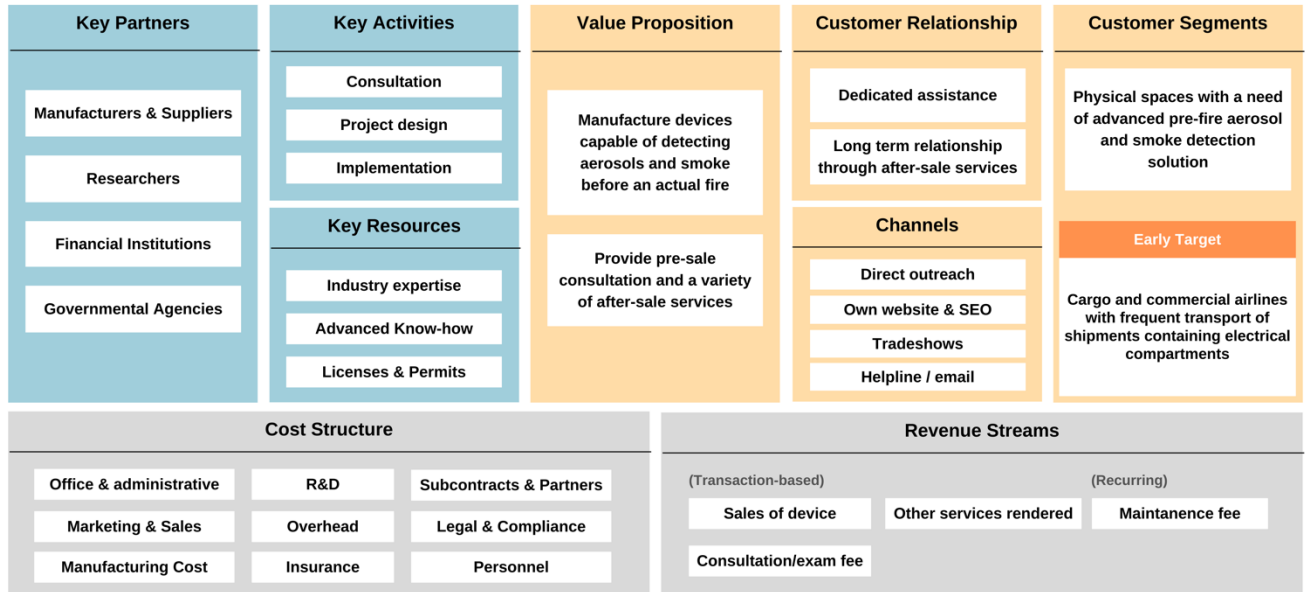 Key Partners
Manufacturers & Suppliers
Researchers
Financial Institutions
Governmental Agencies
Key Activities
Consultation
Project design
Implementation
Key Resources
Industry expertise
Advanced Know-how
Licenses & Permits
Value Proposition
Manufacture devices
capable of detecting
aerosols and smoke
before an actual fire
Provide pre-sale
consultation and a variety
of after-sale services
Customer Relationship
Dedicated assistance
Long term relationship
through after-sale services
Channels
Direct outreach
Own website & SEO
Tradeshows
Helpline / email
Customer Segments
Physical spaces with a need
of advanced pre-fire aerosol
and smoke detection
solution
Early Target
Cargo and commercial airlines
with frequent transport of
shipments containing electrical
compartments
Cost Structure
Office & administrative
R&D
Subcontracts & Partners
Marketing & Sales
Overhead
Legal & Compliance
Manufacturing Cost
Insurance
Personnel
Revenue Streams
(Transaction-based)
(Recurring)
Sales of device
Other services rendered
Maintanence fee
Consultation/exam fee